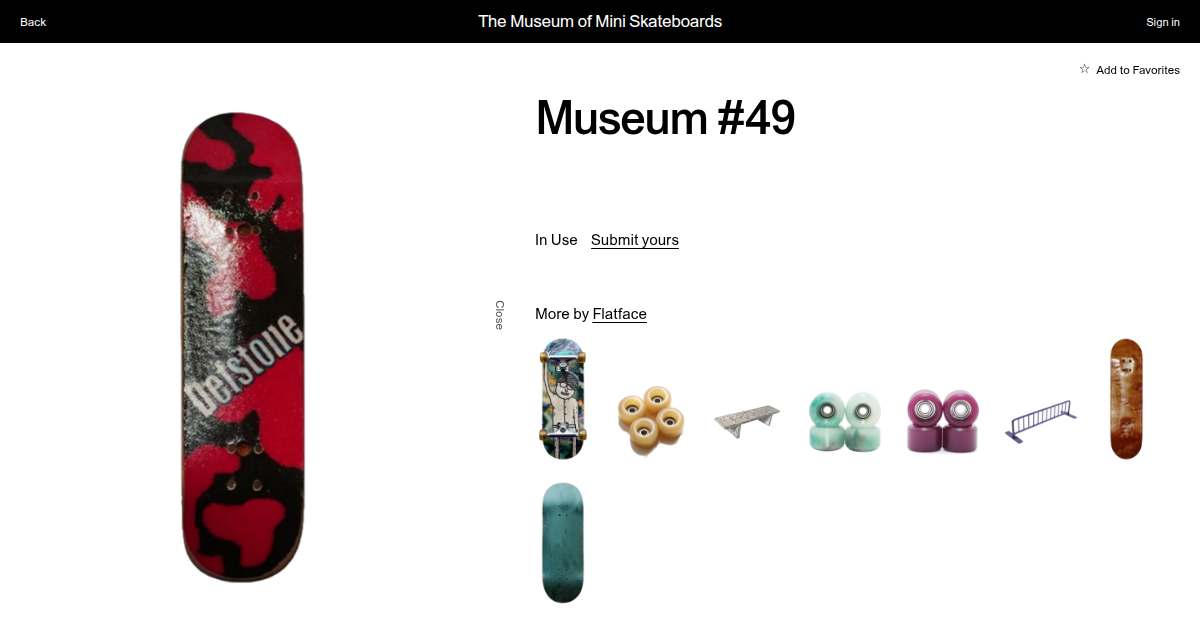 Back
The Museum of Mini Skateboards
Sign in
☆ Add to Favorites
Museum #49
In Use Submit yours
Close
More by Flatface
Defstone